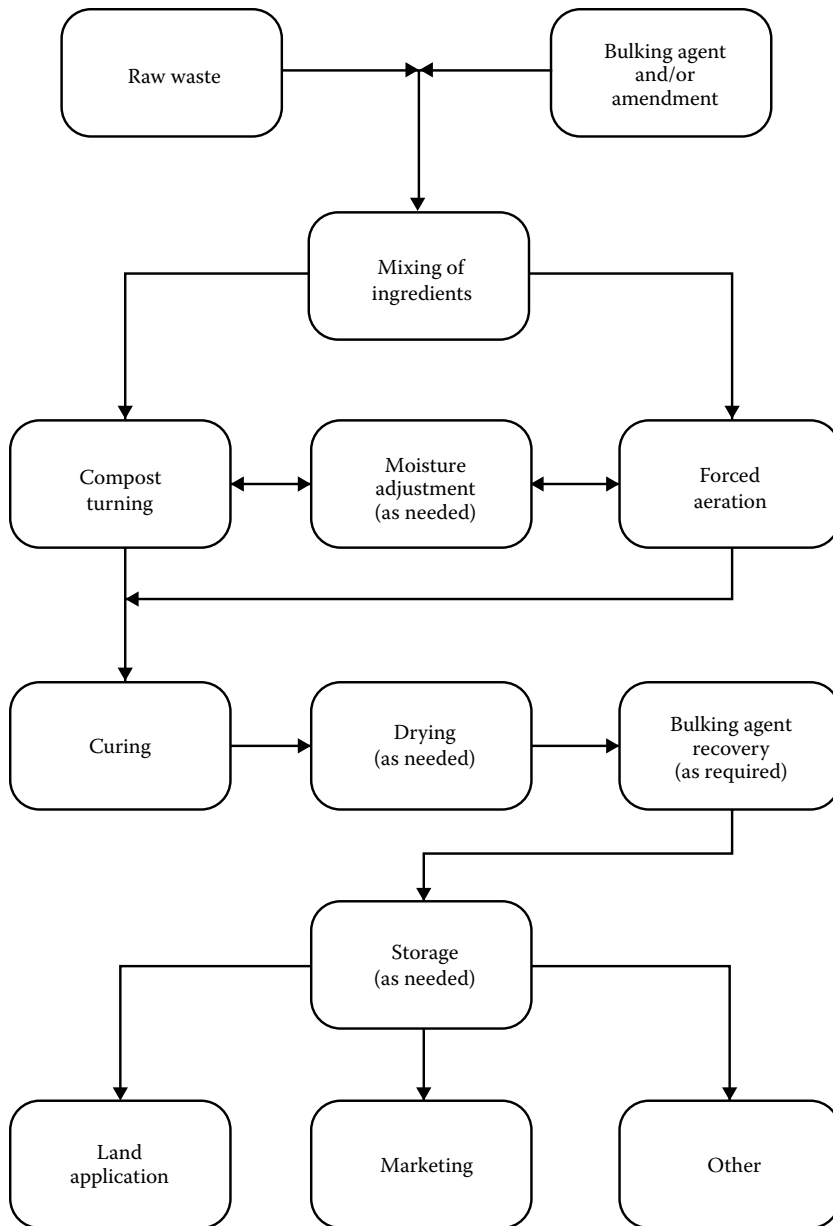 Raw waste
Bulking agent
and/or
amendment
Mixing of
ingredients
Compost
turning
Moisture
adjustment
(as needed)
Forced
aeration
Curing
Drying
(as needed)
Bulking agent
recovery
(as required)
Storage
(as needed)
Land
application
Marketing
Other